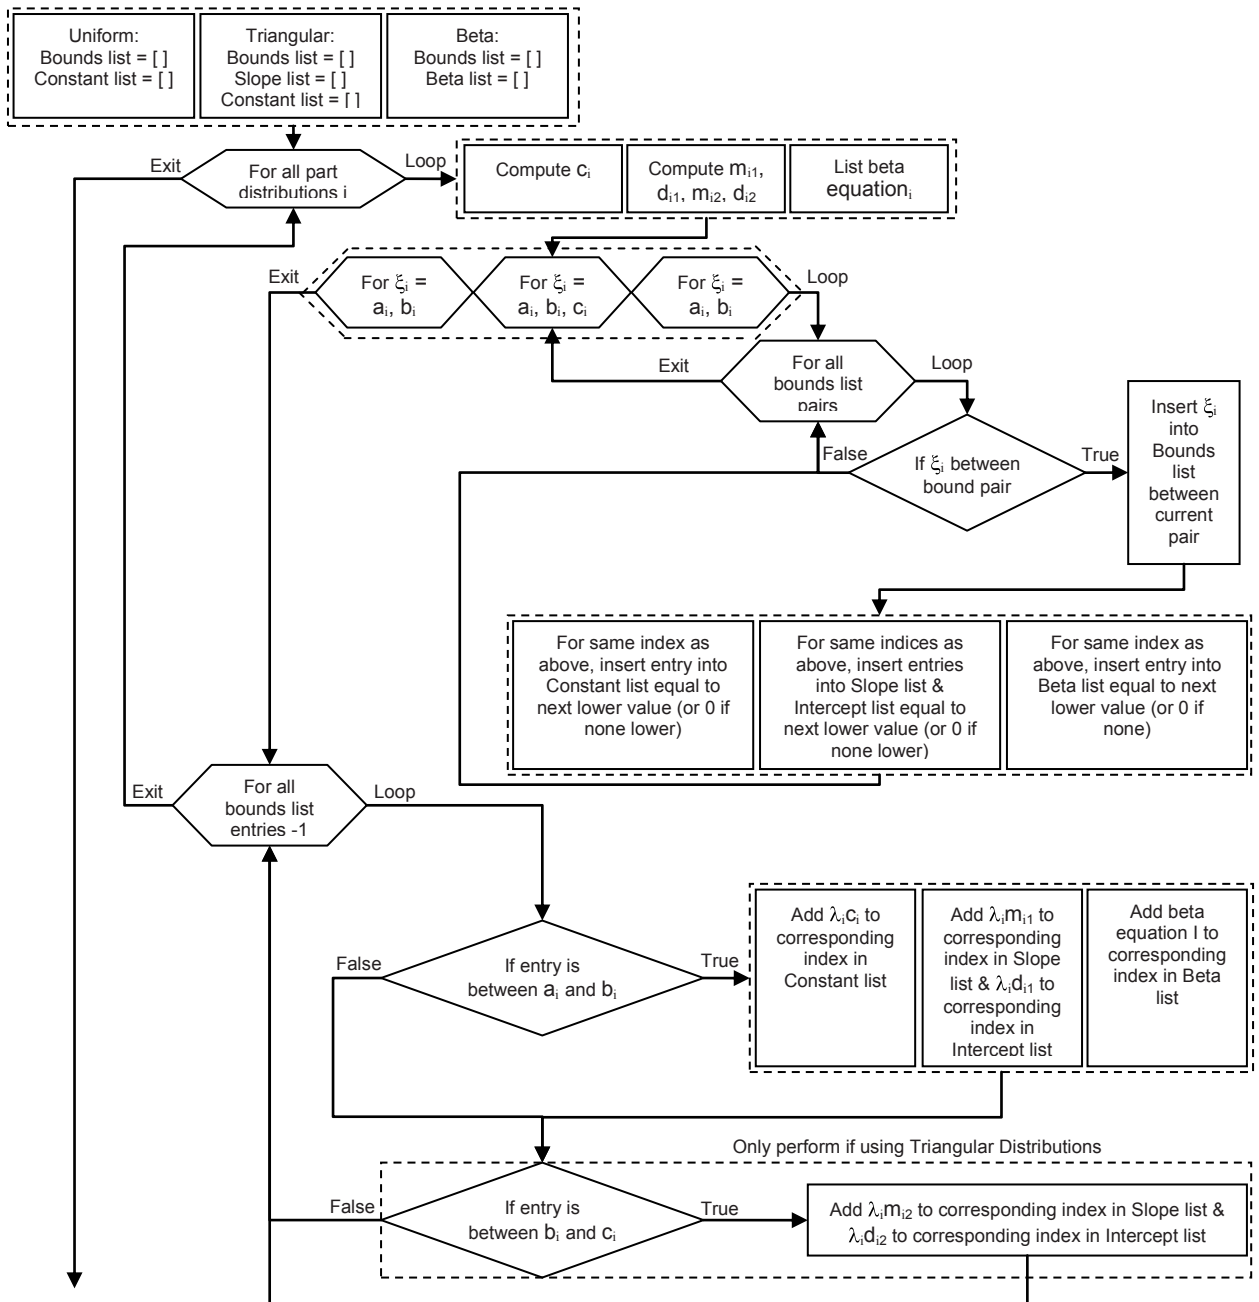 Uniform:
Bounds list = [ ]
Constant list = [ ]
Triangular:
Bounds list = [ ]
Slope list = [ ]
Constant list = [ ]
Beta:
Bounds list = [ ]
Beta list = [ ]
Exit
For all part
distributions i
Loop
Compute cᵢ
Compute mᵢ₁,
dᵢ₁, mᵢ₂, dᵢ₂
List beta
equationᵢ
Exit
For ξᵢ =
aᵢ, bᵢ
For ξᵢ =
aᵢ, bᵢ, cᵢ
For ξᵢ =
aᵢ, bᵢ
Loop
Exit
For all
bounds list
pairs
Loop
False
If ξᵢ between
bound pair
True
Insert ξᵢ
into
Bounds
list
between
current
pair
For same index as
above, insert entry into
Constant list equal to
next lower value (or 0 if
none lower)
For same indices as
above, insert entries
into Slope list &
Intercept list equal to
next lower value (or 0 if
none lower)
For same index as
above, insert entry into
Beta list equal to next
lower value (or 0 if
none)
Exit
For all
bounds list
entries -1
Loop
False
If entry is
between aᵢ and bᵢ
True
Add λᵢcᵢ to
corresponding
index in
Constant list
Add λᵢmᵢ₁ to
corresponding
index in Slope
list & λᵢdᵢ₁ to
corresponding
index in
Intercept list
Add beta
equation I to
corresponding
index in Beta
list
Only perform if using Triangular Distributions
False
If entry is
between bᵢ and cᵢ
True
Add λᵢmᵢ₂ to corresponding index in Slope list &
λᵢdᵢ₂ to corresponding index in Intercept list